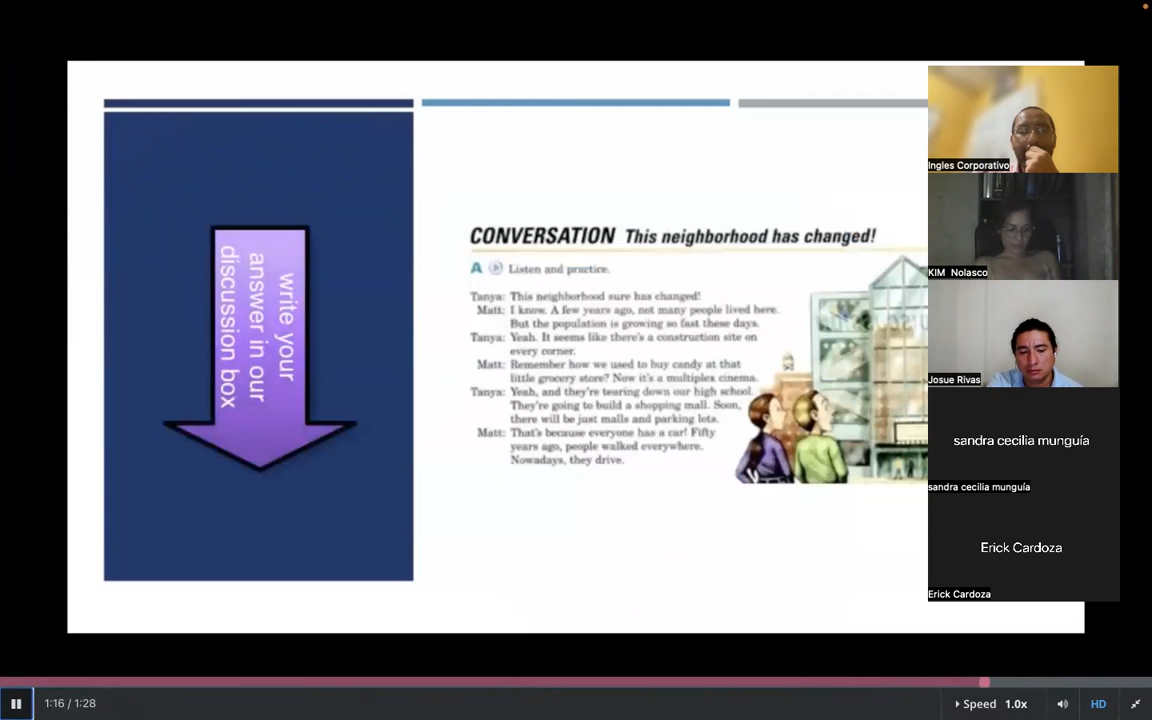 write your
answer in our
discussion box
CONVERSATION This neighborhood has changed!
A Listen and practice.
Tanya: This neighborhood sure has changed!
Matt: I know. A few years ago, not many people lived here.
But the population is growing so fast these days.
Tanya: Yeah. It seems like there's a construction site on
every corner.
Matt: Remember how we used to buy candy at that
little grocery store? Now it's a multiplex cinema.
Tanya: Yeah, and they're tearing down our high school.
They're going to build a shopping mall. Soon,
there will be just malls and parking lots.
Matt: That's because everyone has a car! Fifty
years ago, people walked everywhere.
Nowadays, they drive.
Ingles Corporativo
KIM Nolasco
Josue Rivas
sandra cecilia munguía
sandra cecilia munguía
Erick Cardoza
Erick Cardoza
1:16 / 1:28
Speed 1.0x
HD